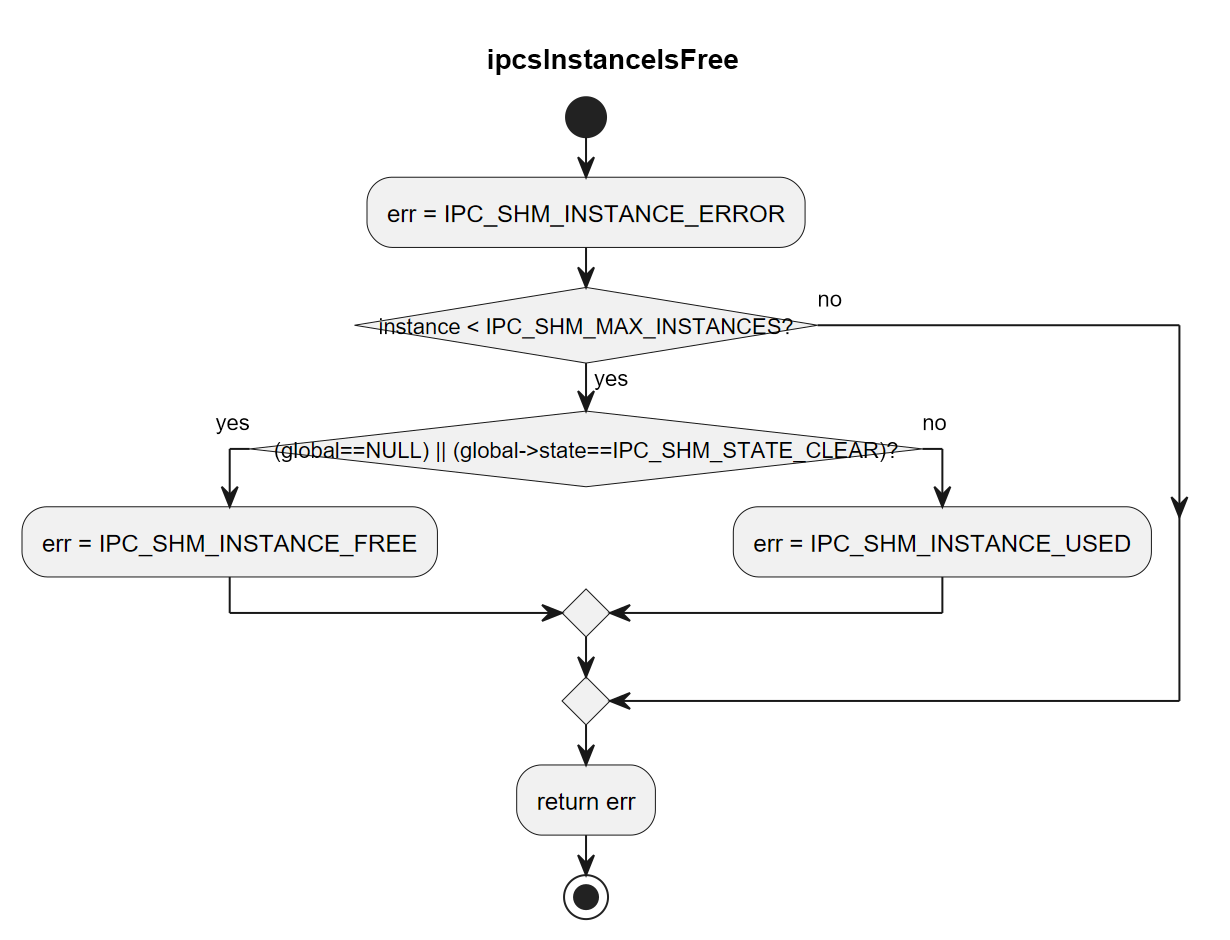 ipcsInstanceIsFree
err = IPC_SHM_INSTANCE_ERROR
no
instance < IPC_SHM_MAX_INSTANCES?
yes
yes
no
(global==NULL) || (global->state==IPC_SHM_STATE_CLEAR)?
err = IPC_SHM_INSTANCE_FREE
err = IPC_SHM_INSTANCE_USED
return err